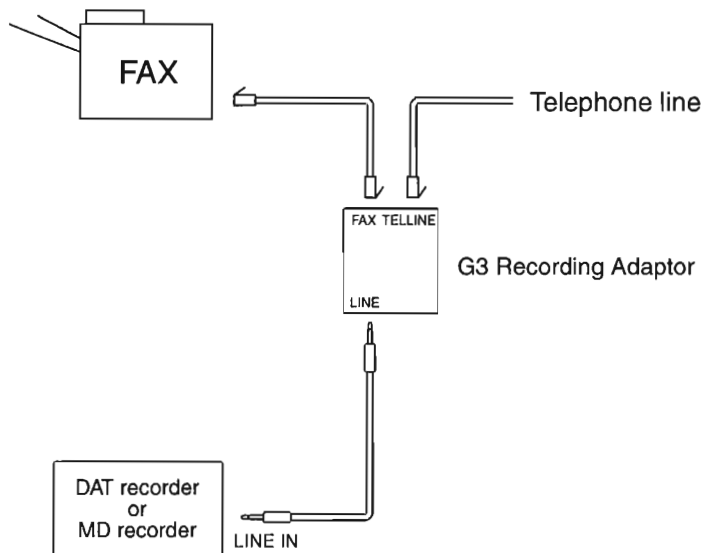 FAX
Telephone line
FAX TELLINE
G3 Recording Adaptor
LINE
DAT recorder
or
MD recorder
LINE IN